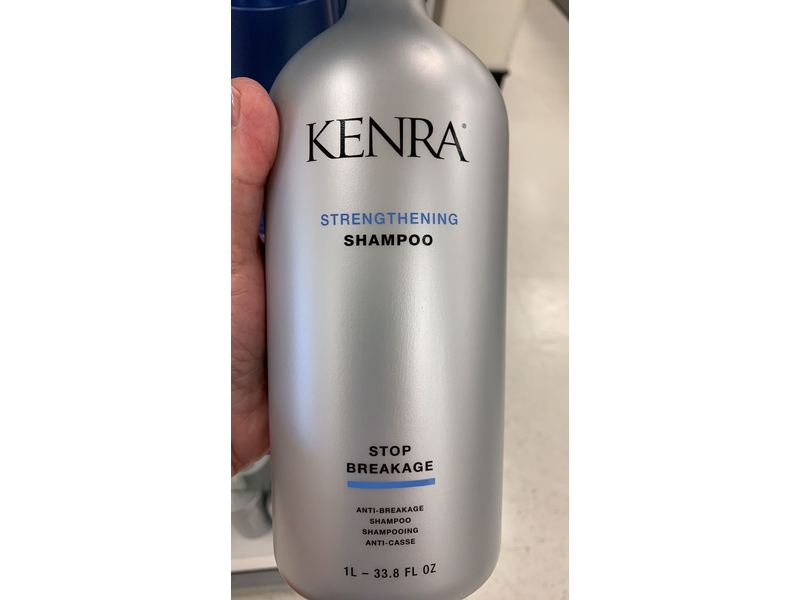 KENRA®
STRENGTHENING
SHAMPOO
STOP
BREAKAGE
ANTI-BREAKAGE
SHAMPOO
SHAMPOOING
ANTI-CASSE
1L – 33.8 FL OZ